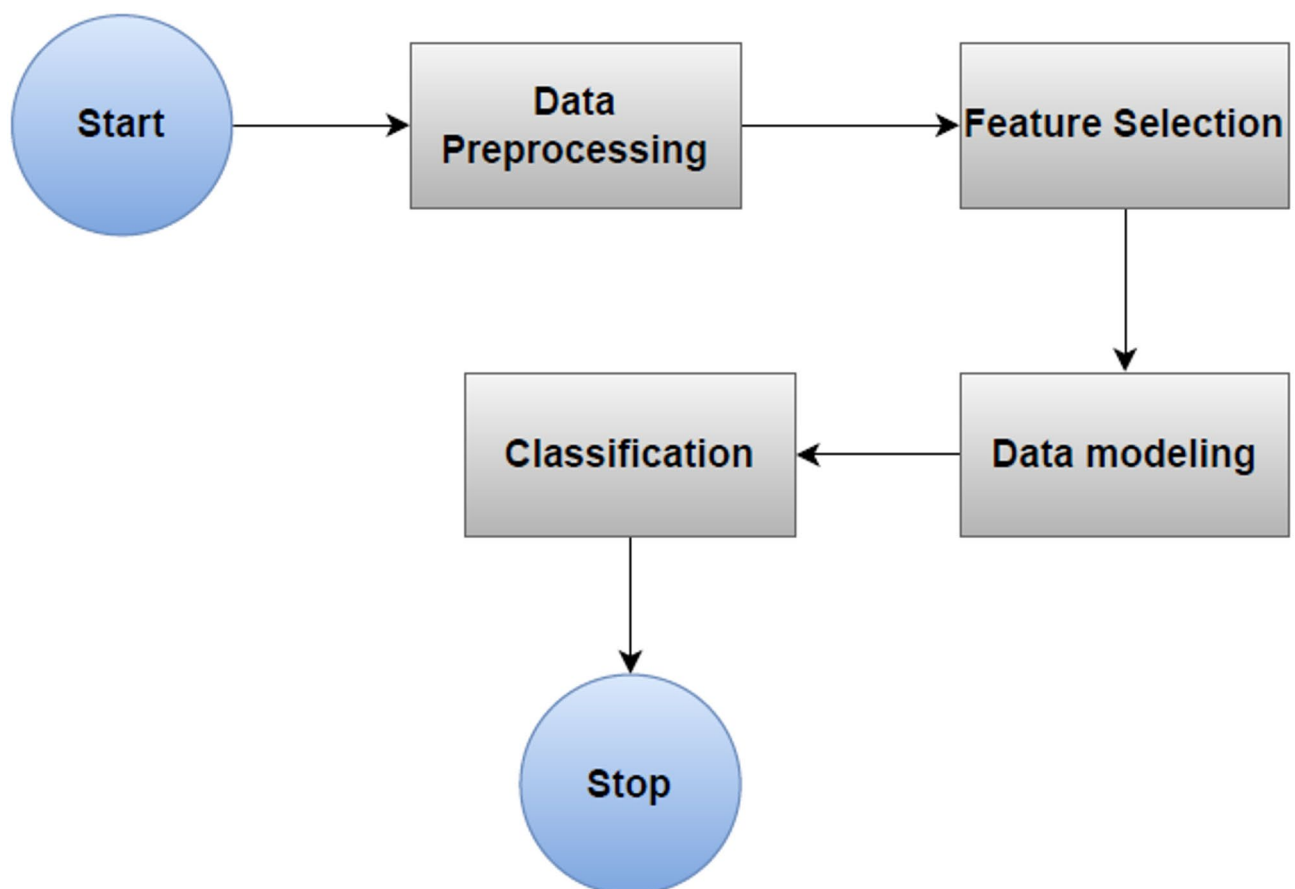 Start
Data
Preprocessing
Feature Selection
Data modeling
Classification
Stop